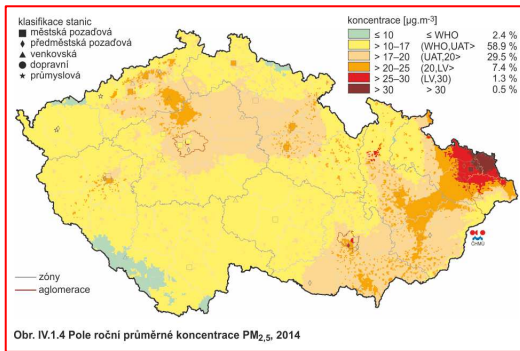 klasifikace stanic
městská pozaďová
předměstská pozaďová
venkovská
dopravní
průmyslová
koncentrace [µg.m-3]
≤ 10 ≤ WHO 2.4 %
> 10–17 (WHO,UAT> 58.9 %
> 17–20 (UAT,20> 29.5 %
> 20–25 (20,LV> 7.4 %
> 25–30 (LV,30> 1.3 %
> 30 > 30 0.5 %
ČHMÚ
zóny
aglomerace
Obr. IV.1.4 Pole roční průměrné koncentrace PM2,5, 2014